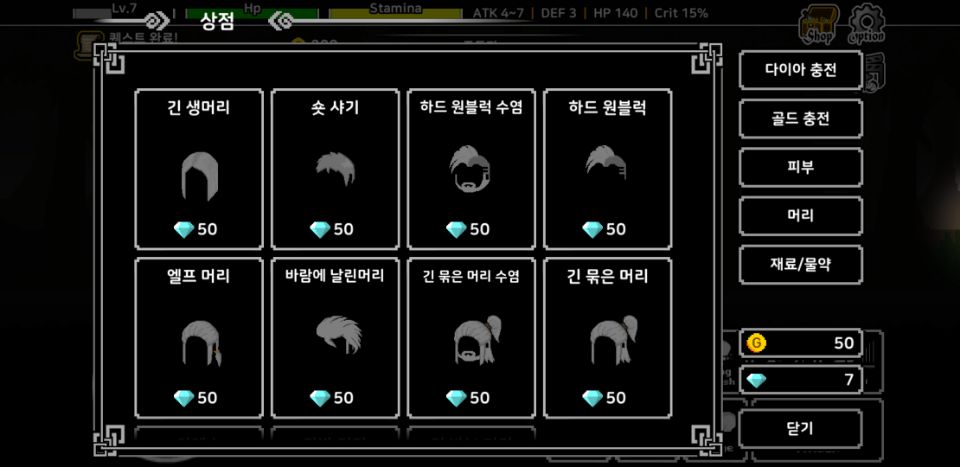 Lv.7
Hp
Stamina
ATK 4~7 | DEF 3 | HP 140 | Crit 15%
상점
퀘스트 완료!
Shop
Option
다이아 충전
골드 충전
피부
머리
재료/물약
긴 생머리
숏 샤기
하드 원블럭 수염
하드 원블럭
50
50
50
50
엘프 머리
바람에 날린머리
긴 묶은 머리 수염
긴 묶은 머리
50
50
50
50
G 50
7
닫기